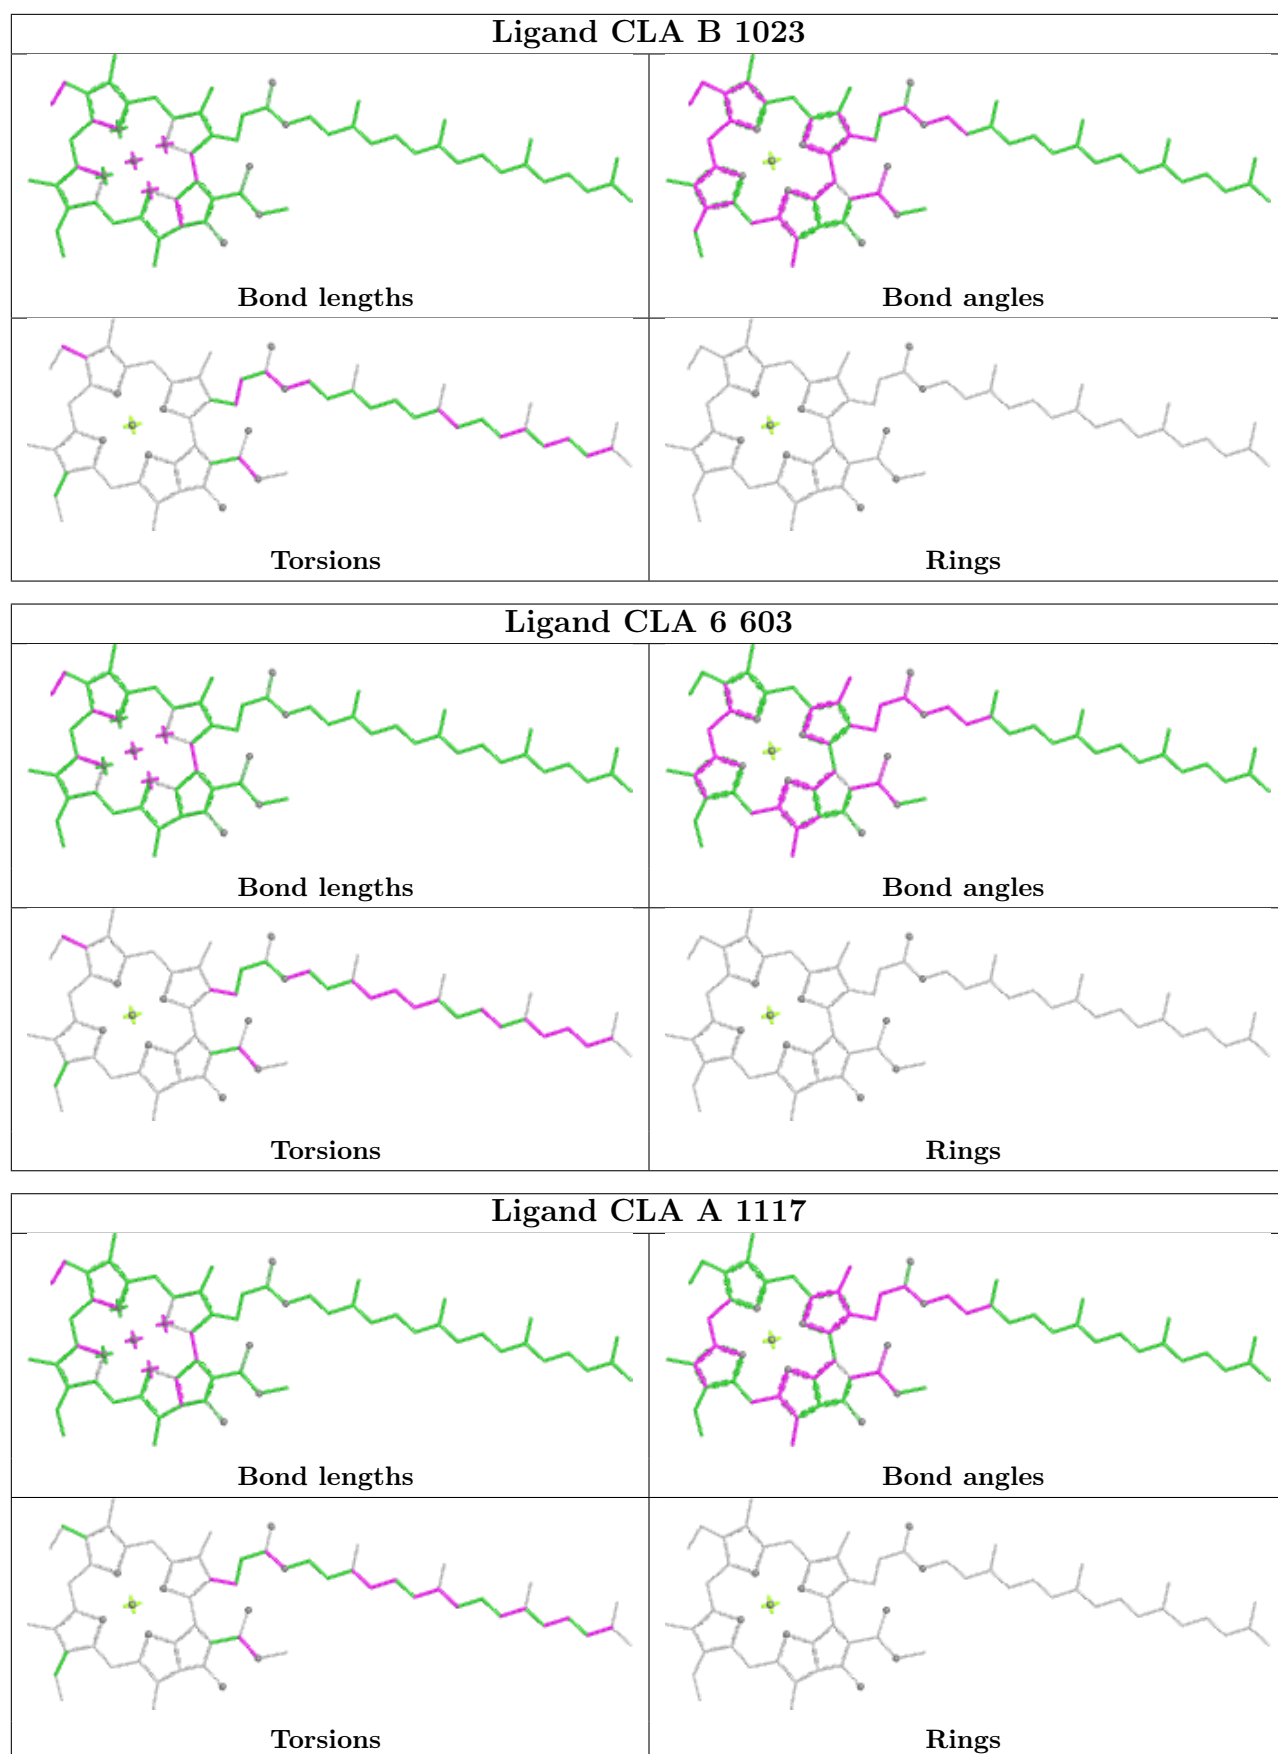 Ligand CLA B 1023
Bond lengths
Bond angles
Torsions
Rings
Ligand CLA 6 603
Bond lengths
Bond angles
Torsions
Rings
Ligand CLA A 1117
Bond lengths
Bond angles
Torsions
Rings